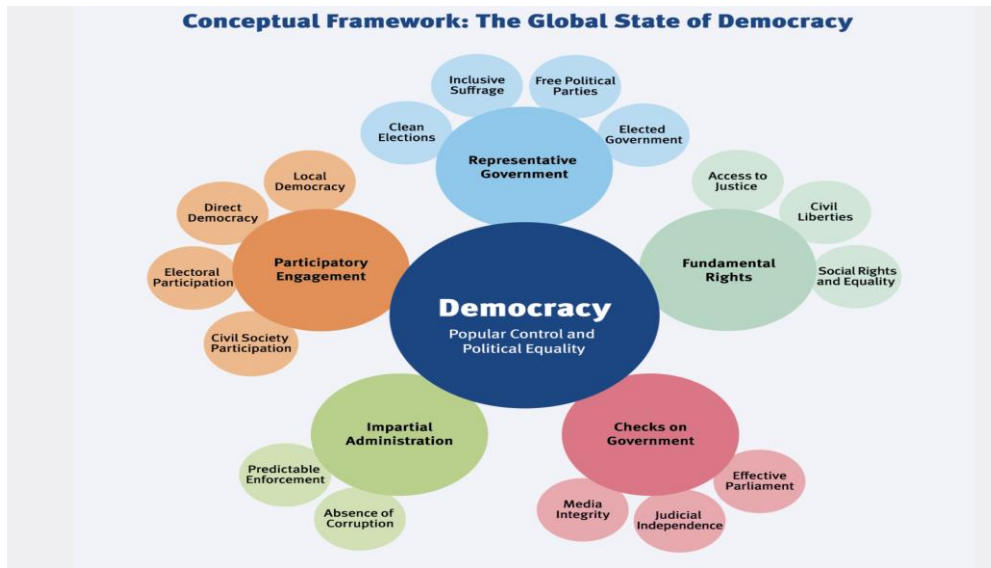 Conceptual Framework: The Global State of Democracy
Inclusive
Suffrage
Free Political
Parties
Clean
Elections
Elected
Government
Representative
Government
Local
Democracy
Direct
Democracy
Electoral
Participation
Civil Society
Participation
Participatory
Engagement
Access to
Justice
Civil
Liberties
Social Rights
and Equality
Fundamental
Rights
Democracy
Popular Control and
Political Equality
Impartial
Administration
Predictable
Enforcement
Absence of
Corruption
Checks on
Government
Effective
Parliament
Media
Integrity
Judicial
Independence